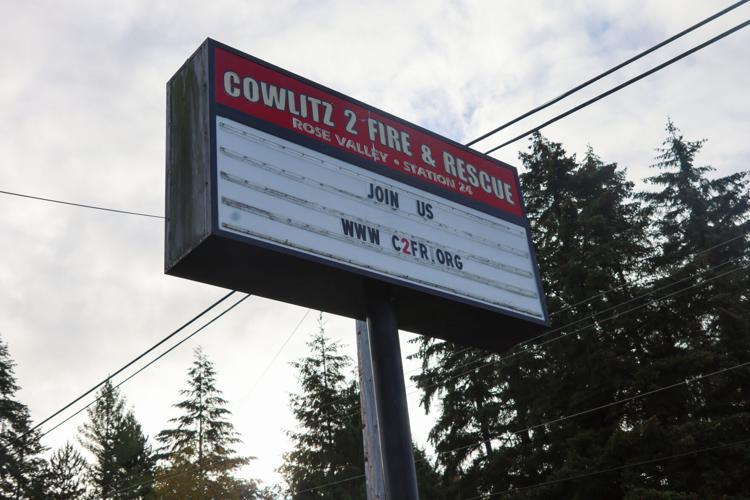 COWLITZ 2 FIRE & RESCUE
ROSE VALLEY • STATION 24
JOIN US
WWW C2FR.ORG